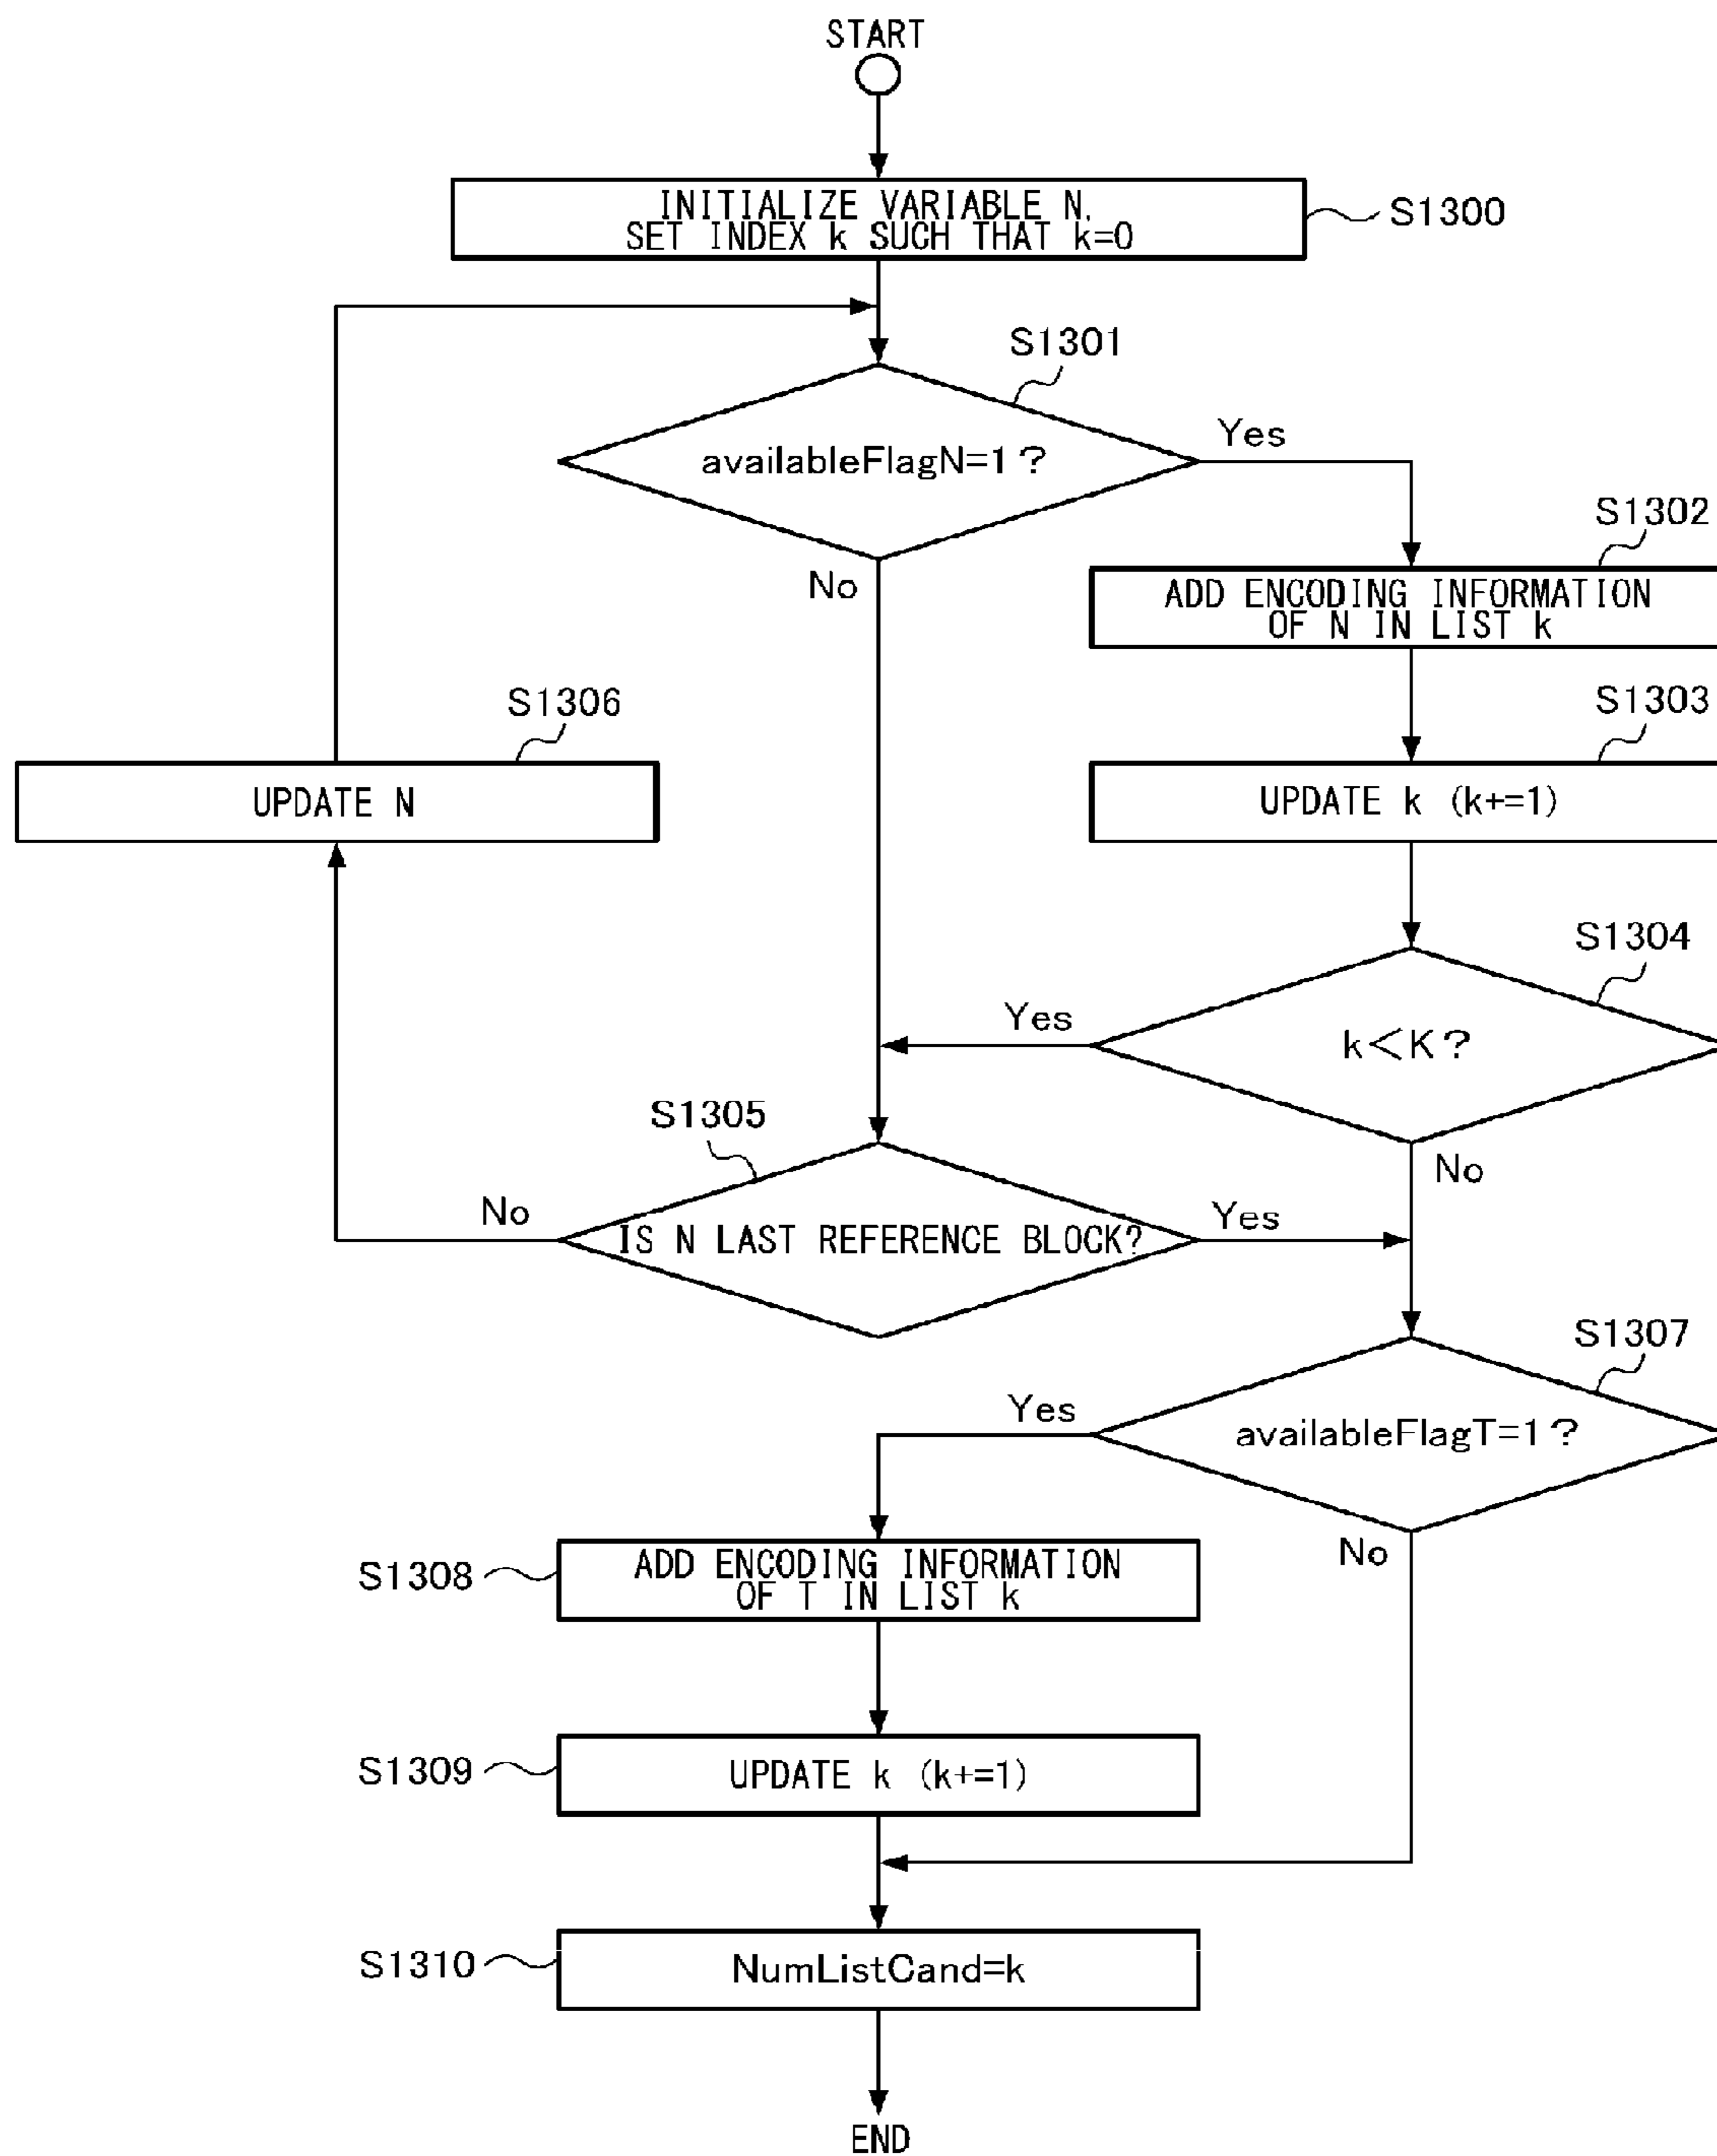 START
INITIALIZE VARIABLE N,
SET INDEX k SUCH THAT k=0
S1300
S1301
availableFlagN=1?
Yes
No
S1302
ADD ENCODING INFORMATION
OF N IN LIST k
S1303
UPDATE k (k+=1)
S1306
UPDATE N
S1304
k<K?
Yes
No
S1305
IS N LAST REFERENCE BLOCK?
No
Yes
S1307
availableFlagT=1?
Yes
No
S1308
ADD ENCODING INFORMATION
OF T IN LIST k
S1309
UPDATE k (k+=1)
S1310
NumListCand=k
END